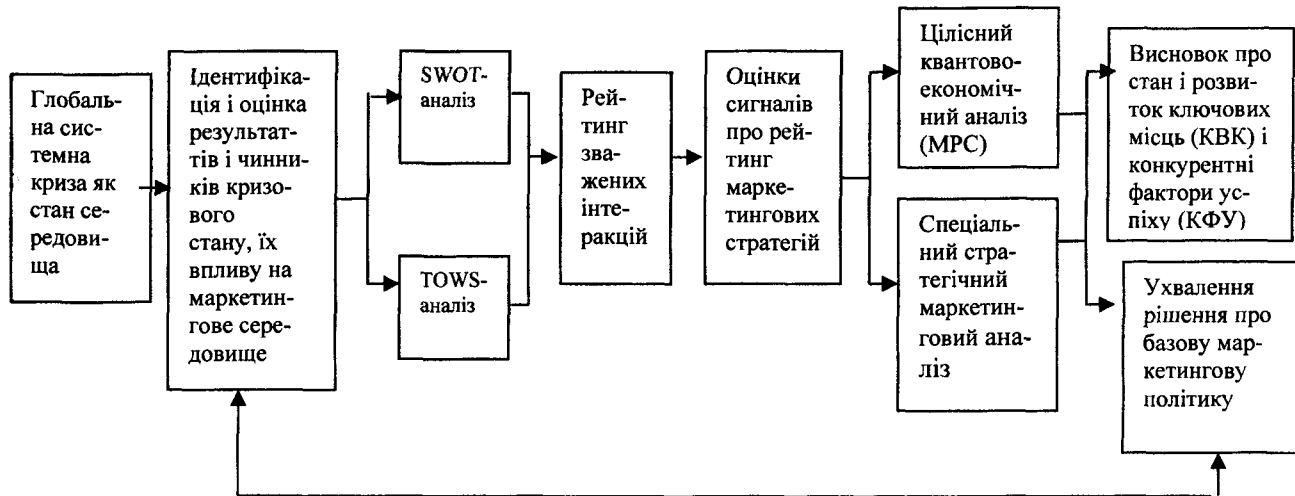 Глобаль-
на сис-
темна
криза як
стан се-
редови-
ща
Ідентифіка-
ція і оцінка
результат-
тів і чинни-
ків кризо-
вого
стану, їх
впливу на
маркетин-
гове сере-
довище
SWOT-
аналіз
TOWS-
аналіз
Рей-
тинг
зва-
жених
інте-
ракцій
Оцінки
сигналів
про рей-
тинг
марке-
тингових
стратегій
Цілісний
квантово-
економіч-
ний аналіз
(МРС)
Спеціаль-
ний стра-
тегічний
маркетин-
говий ана-
ліз
Висновок про
стан і розви-
ток ключових
місць (КВК) і
конкурентні
фактори ус-
піху (КФУ)
Ухвалення
рішення про
базову мар-
кетингову
політику